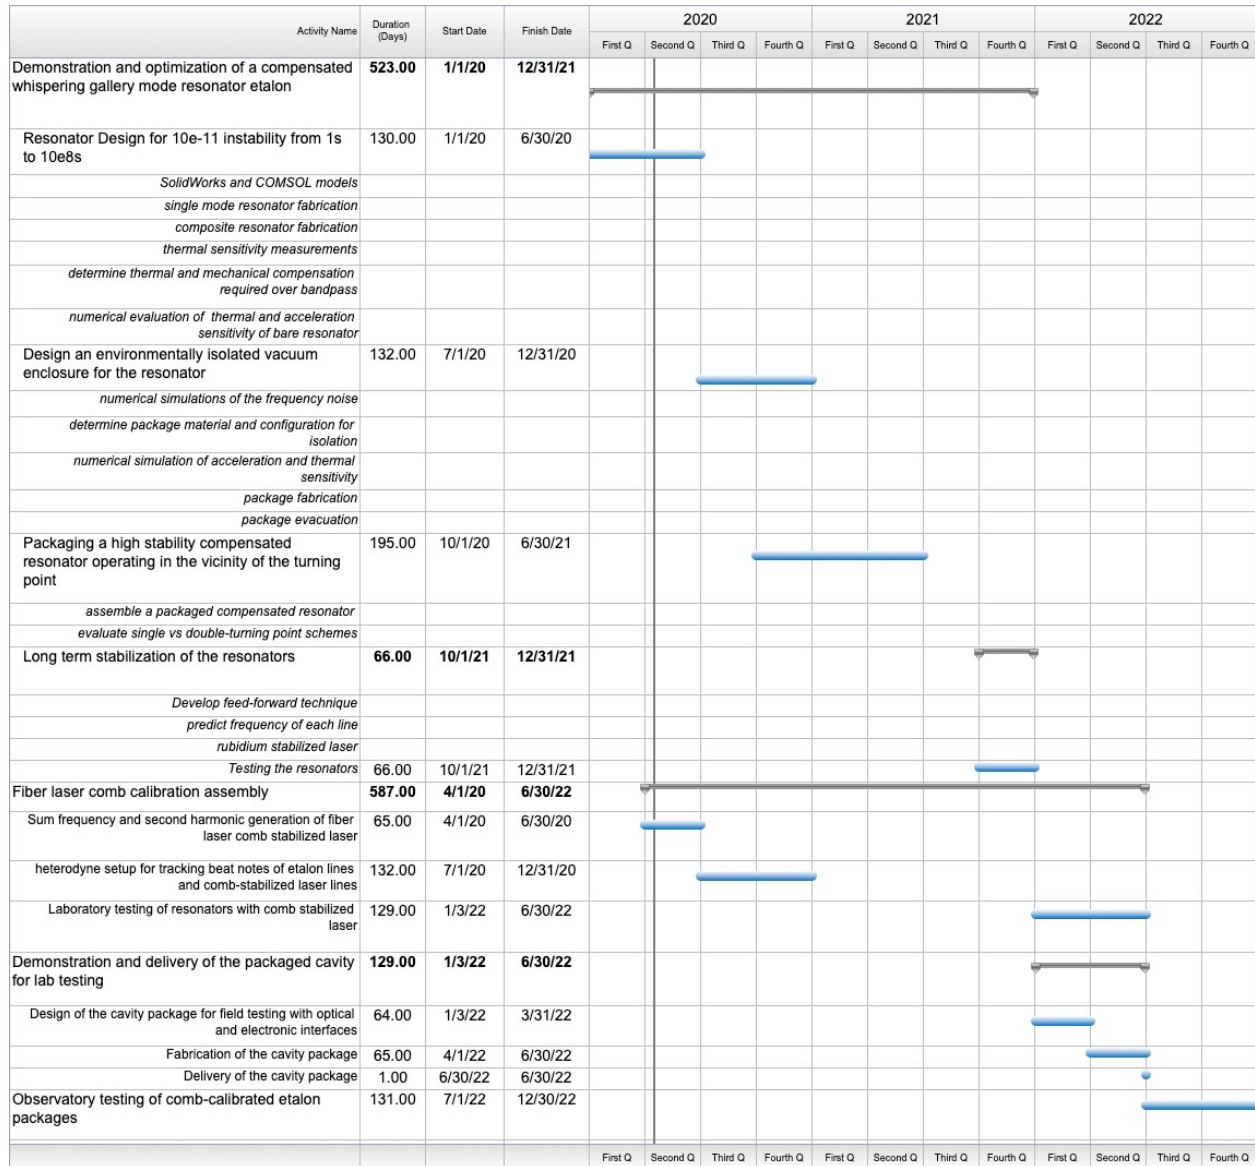 Activity Name Duration (Days) Start Date Finish Date 2020 2021 2022
First Q Second Q Third Q Fourth Q First Q Second Q Third Q Fourth Q First Q Second Q Third Q Fourth Q
Demonstration and optimization of a compensated 523.00 1/1/20 12/31/21
whispering gallery mode resonator etalon
Resonator Design for 10e-11 instability from 1s 130.00 1/1/20 6/30/20
to 10e8s
SolidWorks and COMSOL models
single mode resonator fabrication
composite resonator fabrication
thermal sensitivity measurements
determine thermal and mechanical compensation
required over bandpass
numerical evaluation of thermal and acceleration
sensitivity of bare resonator
Design an environmentally isolated vacuum 132.00 7/1/20 12/31/20
enclosure for the resonator
numerical simulations of the frequency noise
determine package material and configuration for
isolation
numerical simulation of acceleration and thermal
sensitivity
package fabrication
package evacuation
Packaging a high stability compensated 195.00 10/1/20 6/30/21
resonator operating in the vicinity of the turning
point
assemble a packaged compensated resonator
evaluate single vs double-turning point schemes
Long term stabilization of the resonators 66.00 10/1/21 12/31/21
Develop feed-forward technique
predict frequency of each line
rubidium stabilized laser
Testing the resonators 66.00 10/1/21 12/31/21
Fiber laser comb calibration assembly 587.00 4/1/20 6/30/22
Sum frequency and second harmonic generation of fiber 65.00 4/1/20 6/30/20
laser comb stabilized laser
heterodyne setup for tracking beat notes of etalon lines 132.00 7/1/20 12/31/20
and comb-stabilized laser lines
Laboratory testing of resonators with comb stabilized 129.00 1/3/22 6/30/22
laser
Demonstration and delivery of the packaged cavity 129.00 1/3/22 6/30/22
for lab testing
Design of the cavity package for field testing with optical 64.00 1/3/22 3/31/22
and electronic interfaces
Fabrication of the cavity package 65.00 4/1/22 6/30/22
Delivery of the cavity package 1.00 6/30/22 6/30/22
Observatory testing of comb-calibrated etalon 131.00 7/1/22 12/30/22
packages
First Q Second Q Third Q Fourth Q First Q Second Q Third Q Fourth Q First Q Second Q Third Q Fourth Q